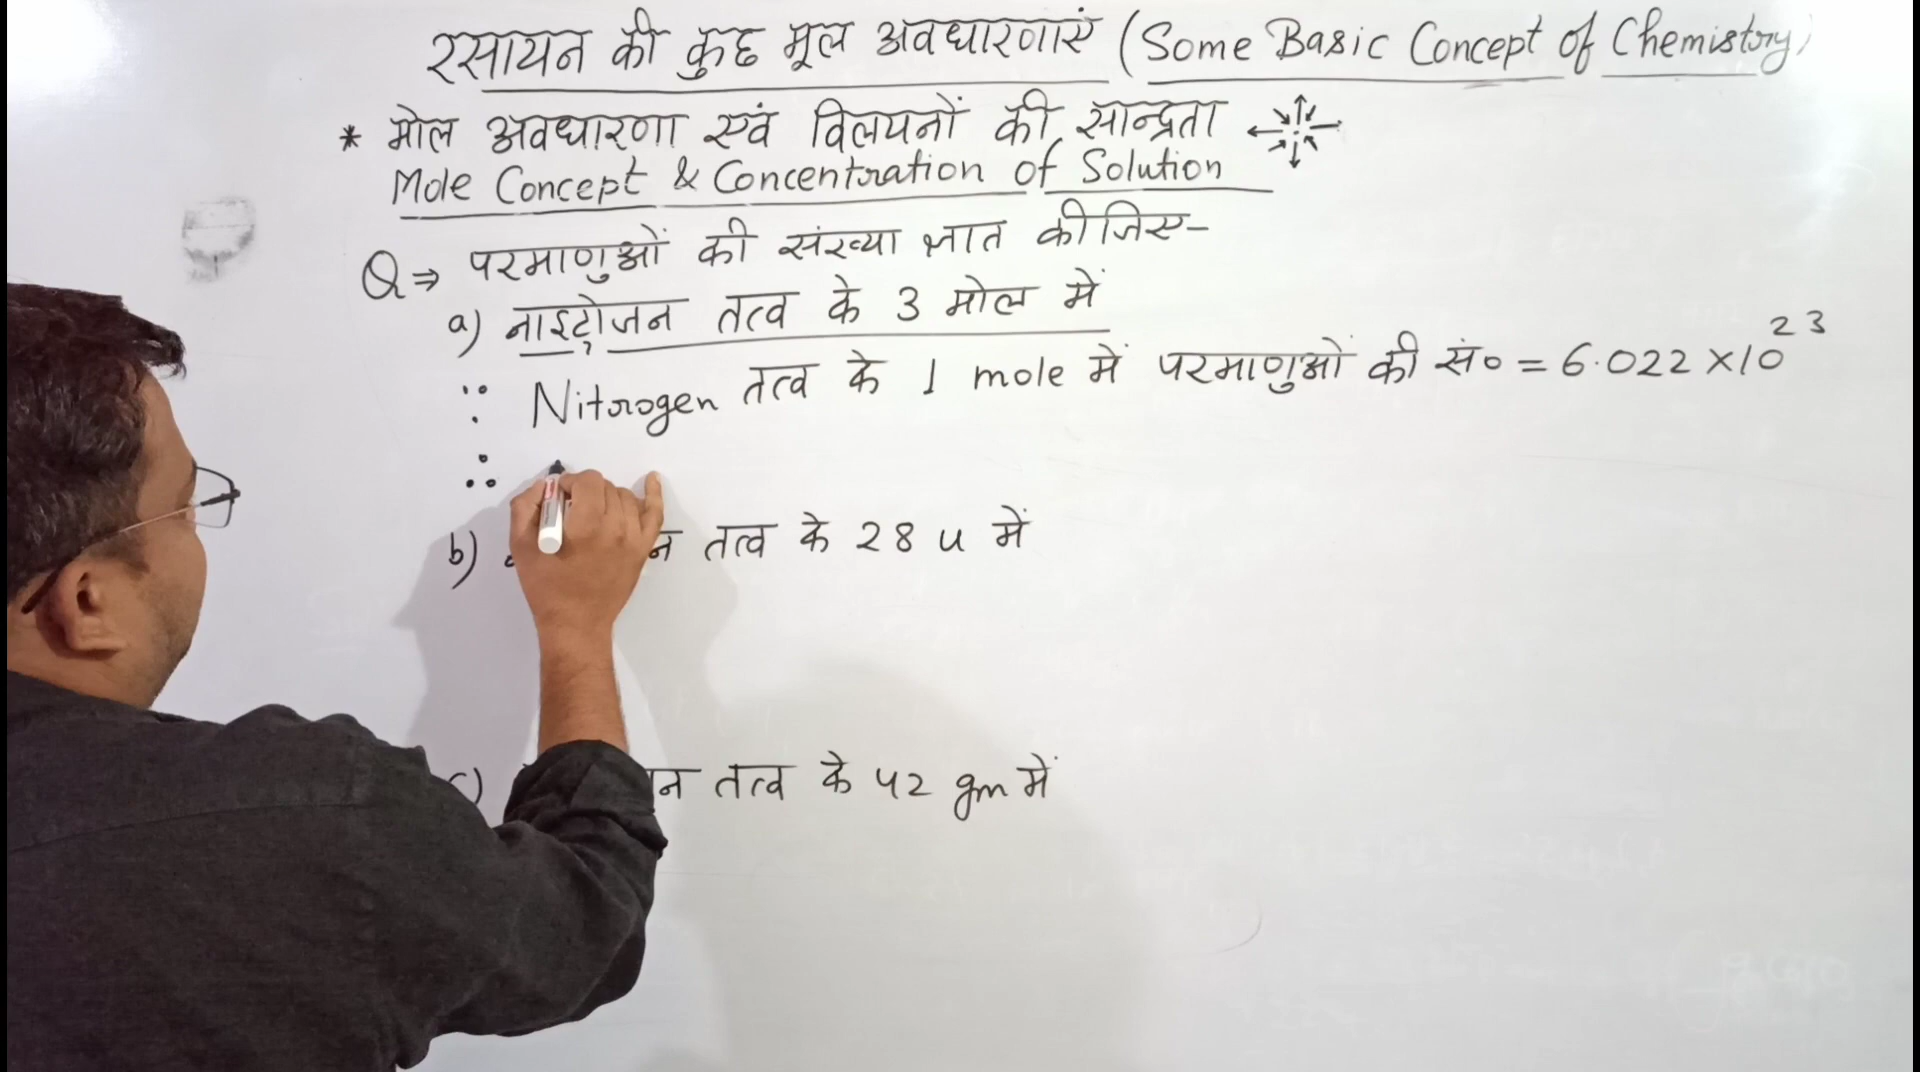 रसायन की कुछ मूल अवधारणाएं (Some Basic Concept of Chemistry)
* मोल अवधारणा एवं विलयनों की सान्द्रता
Mole Concept & Concentration of Solution
Q⇒ परमाणुओं की संख्या ज्ञात कीजिए-
a) नाइट्रोजन तत्व के 3 मोल में
∵ Nitrogen तत्व के 1 mole में परमाणुओं की सं० = 6.022 × 10²³
∴
b) न तत्व के 28 u में
c) न तत्व के 42 gm में